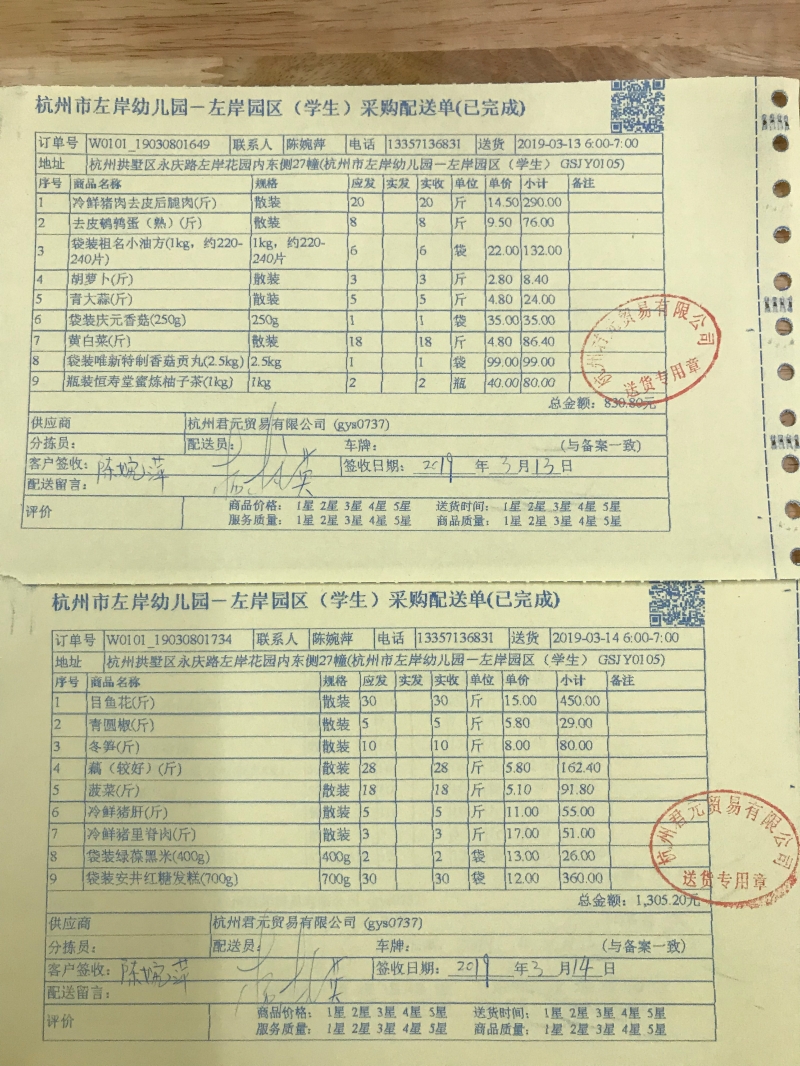 杭州市左岸幼儿园－左岸园区（学生）采购配送单(已完成)
订单号 W0101_19030801649 联系人 陈婉萍 电话 13357136831 送货 2019-03-13 6:00-7:00
地址 杭州拱墅区永庆路左岸花园内东侧27幢(杭州市左岸幼儿园－左岸园区（学生） GSJY0105)
序号 商品名称 规格 应发 实发 实收 单位 单价 小计 备注
1 冷鲜猪肉去皮后腿肉(斤) 散装 20 20 斤 14.50 290.00
2 去皮鹌鹑蛋（熟）(斤) 散装 8 8 斤 9.50 76.00
3 袋装祖名小油方(1kg，约220-240片) 1kg，约220-240片 6 6 袋 22.00 132.00
4 胡萝卜(斤) 散装 3 3 斤 2.80 8.40
5 青大蒜(斤) 散装 5 5 斤 4.80 24.00
6 袋装庆元香菇(250g) 250g 1 1 袋 35.00 35.00
7 黄白菜(斤) 散装 18 18 斤 4.80 86.40
8 袋装唯新特制香菇贡丸(2.5kg) 2.5kg 1 1 袋 99.00 99.00
9 瓶装恒寿堂蜜炼柚子茶(1kg) 1kg 2 2 瓶 40.00 80.00
总金额：830.80元
杭州君元贸易有限公司
送货专用章
供应商 杭州君元贸易有限公司 (gys0737)
分拣员： 配送员： 车牌： (与备案一致)
客户签收：陈婉萍 签收日期：2019 年 3 月 13 日
配送留言：
评价 商品价格： 1星 2星 3星 4星 5星 送货时间： 1星 2星 3星 4星 5星
服务质量： 1星 2星 3星 4星 5星 商品质量： 1星 2星 3星 4星 5星
杭州市左岸幼儿园－左岸园区（学生）采购配送单(已完成)
订单号 W0101_19030801734 联系人 陈婉萍 电话 13357136831 送货 2019-03-14 6:00-7:00
地址 杭州拱墅区永庆路左岸花园内东侧27幢(杭州市左岸幼儿园－左岸园区（学生） GSJY0105)
序号 商品名称 规格 应发 实发 实收 单位 单价 小计 备注
1 目鱼花(斤) 散装 30 30 斤 15.00 450.00
2 青圆椒(斤) 散装 5 5 斤 5.80 29.00
3 冬笋(斤) 散装 10 10 斤 8.00 80.00
4 藕（较好）(斤) 散装 28 28 斤 5.80 162.40
5 菠菜(斤) 散装 18 18 斤 5.10 91.80
6 冷鲜猪肝(斤) 散装 5 5 斤 11.00 55.00
7 冷鲜猪里脊肉(斤) 散装 3 3 斤 17.00 51.00
8 袋装绿葆黑米(400g) 400g 2 2 袋 13.00 26.00
9 袋装安井红糖发糕(700g) 700g 30 30 袋 12.00 360.00
总金额：1,305.20元
杭州君元贸易有限公司
送货专用章
供应商 杭州君元贸易有限公司 (gys0737)
分拣员： 配送员： 车牌： (与备案一致)
客户签收：陈婉萍 签收日期：2019 年 3 月 14 日
配送留言：
评价 商品价格： 1星 2星 3星 4星 5星 送货时间： 1星 2星 3星 4星 5星
服务质量： 1星 2星 3星 4星 5星 商品质量： 1星 2星 3星 4星 5星